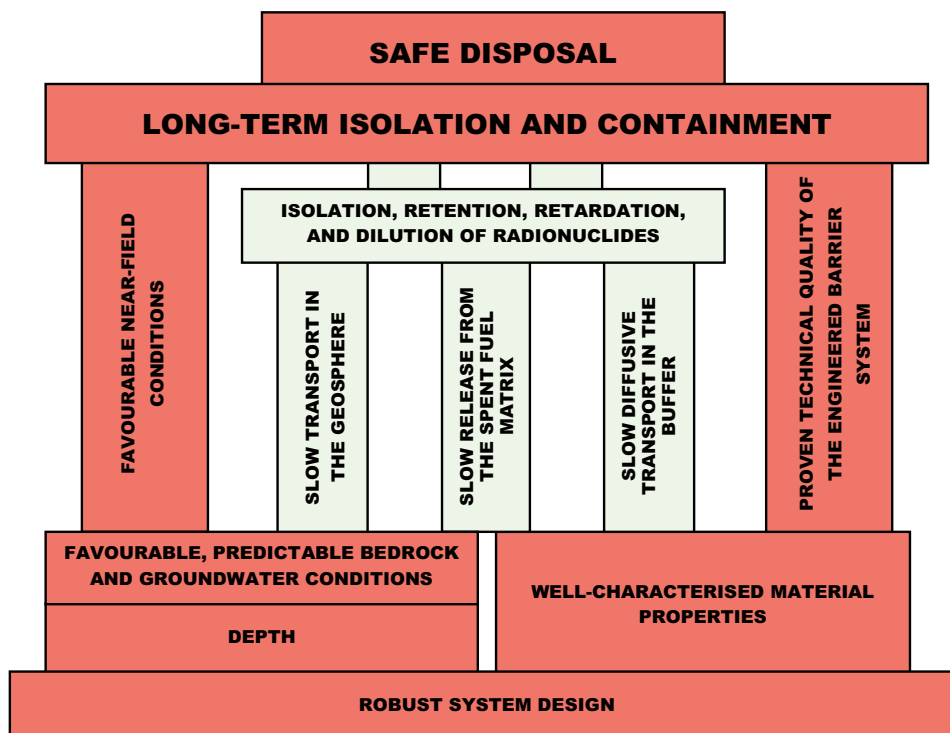 SAFE DISPOSAL
LONG-TERM ISOLATION AND CONTAINMENT
ISOLATION, RETENTION, RETARDATION,
AND DILUTION OF RADIONUCLIDES
FAVOURABLE NEAR-FIELD
CONDITIONS
SLOW TRANSPORT IN
THE GEOSPHERE
SLOW RELEASE FROM
THE SPENT FUEL
MATRIX
SLOW DIFFUSIVE
TRANSPORT IN THE
BUFFER
PROVEN TECHNICAL QUALITY OF
THE ENGINEERED BARRIER
SYSTEM
FAVOURABLE, PREDICTABLE BEDROCK
AND GROUNDWATER CONDITIONS
DEPTH
WELL-CHARACTERISED MATERIAL
PROPERTIES
ROBUST SYSTEM DESIGN